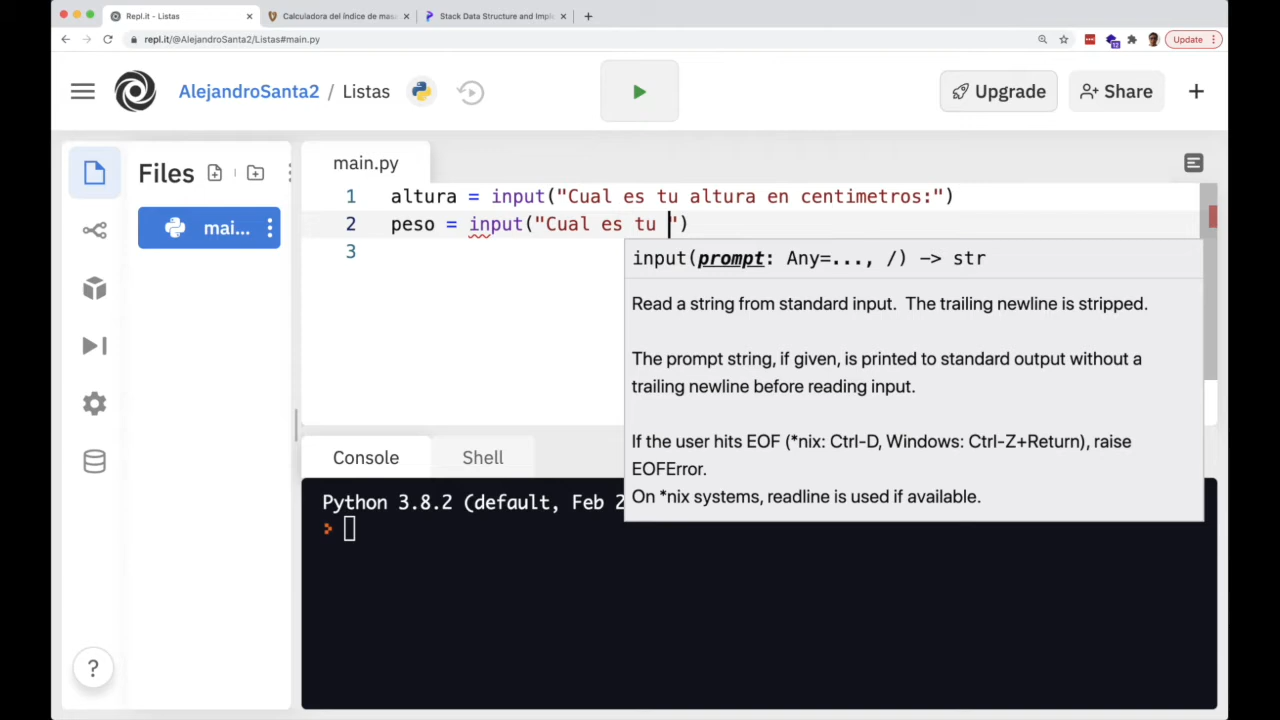 Repl.it - Listas
Calculadora del índice de mas
Stack Data Structure and Imple
repl.it/@AlejandroSanta2/Listas#main.py
12
Update
AlejandroSanta2 / Listas
Upgrade
Share
Files
main.py
mai...
1 altura = input("Cual es tu altura en centimetros:")
2 peso = input("Cual es tu ")
3
input(prompt: Any=..., /) -> str
Read a string from standard input. The trailing newline is stripped.
The prompt string, if given, is printed to standard output without a
trailing newline before reading input.
If the user hits EOF (*nix: Ctrl-D, Windows: Ctrl-Z+Return), raise
EOFError.
On *nix systems, readline is used if available.
Console
Shell
Python 3.8.2 (default, Feb 2
>
?